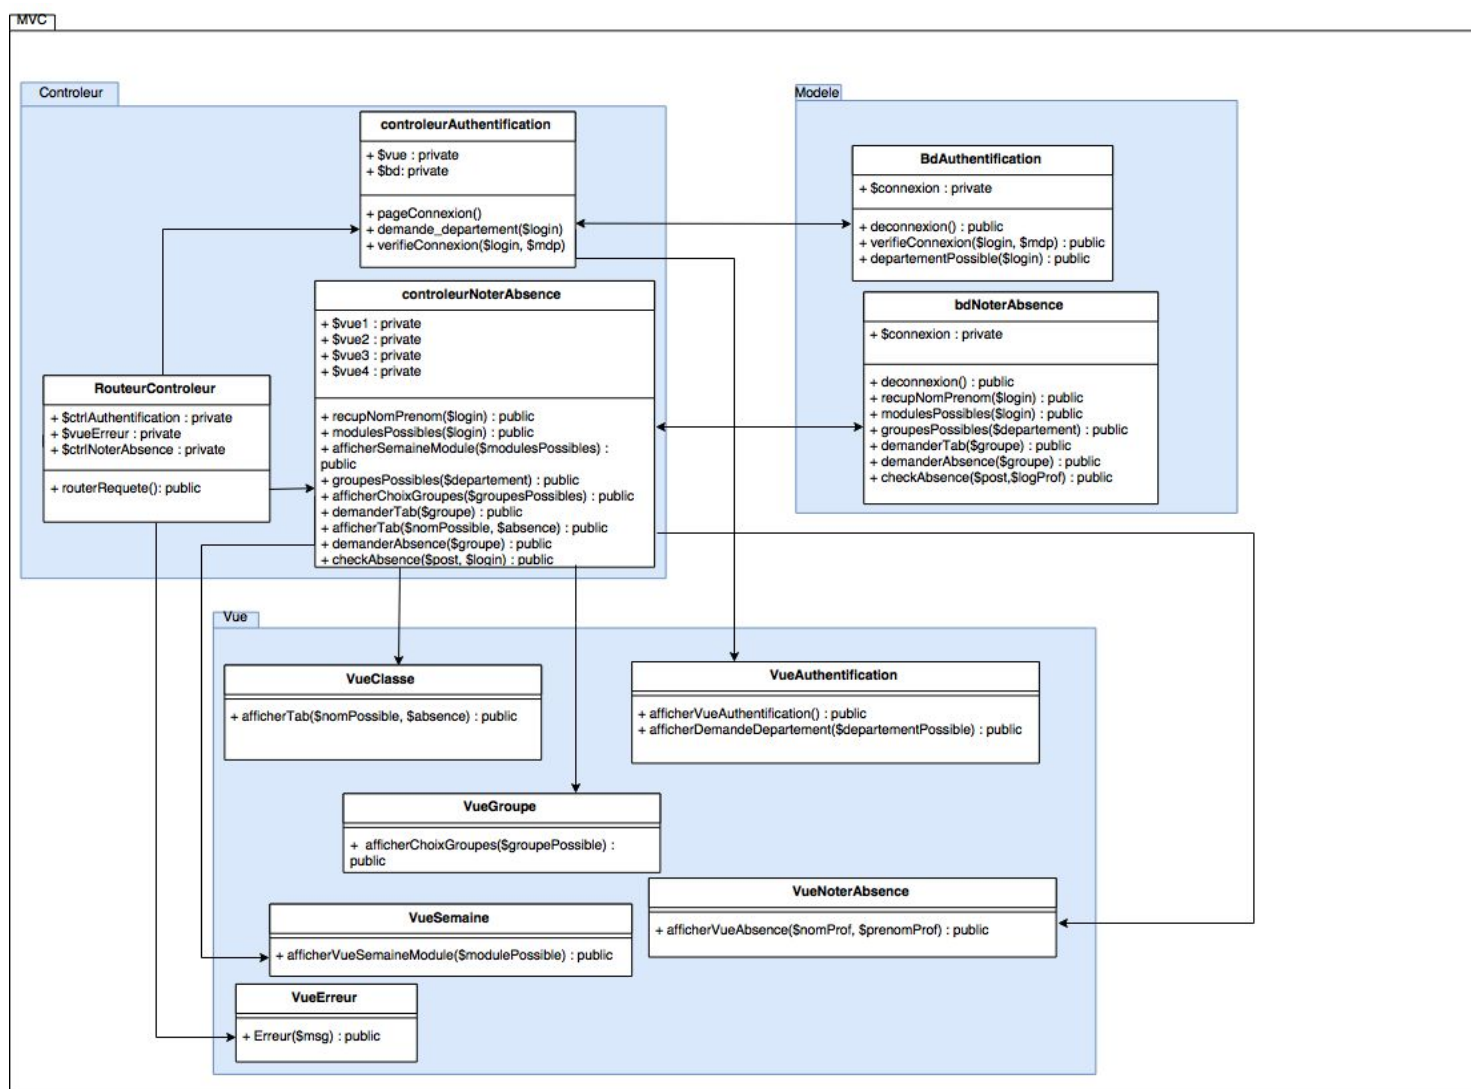 MVC
Controleur
controleurAuthentification
+ $vue : private
+ $bd: private
+ pageConnexion()
+ demande_departement($login)
+ verifieConnexion($login, $mdp)
controleurNoterAbsence
+ $vue1 : private
+ $vue2 : private
+ $vue3 : private
+ $vue4 : private
+ recupNomPrenom($login) : public
+ modulesPossibles($login) : public
+ afficherSemaineModule($modulesPossibles) :
public
+ groupesPossibles($departement) : public
+ afficherChoixGroupes($groupesPossibles) : public
+ demanderTab($groupe) : public
+ afficherTab($nomPossible, $absence) : public
+ demanderAbsence($groupe) : public
+ checkAbsence($post, $login) : public
RouteurControleur
+ $ctrlAuthentification : private
+ $vueErreur : private
+ $ctrlNoterAbsence : private
+ routerRequete(): public
Modele
BdAuthentification
+ $connexion : private
+ deconnexion() : public
+ verifieConnexion($login, $mdp) : public
+ departementPossible($login) : public
bdNoterAbsence
+ $connexion : private
+ deconnexion() : public
+ recupNomPrenom($login) : public
+ modulesPossibles($login) : public
+ groupesPossibles($departement) : public
+ demanderTab($groupe) : public
+ demanderAbsence($groupe) : public
+ checkAbsence($post,$logProf) : public
Vue
VueClasse
+ afficherTab($nomPossible, $absence) : public
VueAuthentification
+ afficherVueAuthentification() : public
+ afficherDemandeDepartement($departementPossible) : public
VueGroupe
+ afficherChoixGroupes($groupePossible) :
public
VueNoterAbsence
+ afficherVueAbsence($nomProf, $prenomProf) : public
VueSemaine
+ afficherVueSemaineModule($modulePossible) : public
VueErreur
+ Erreur($msg) : public